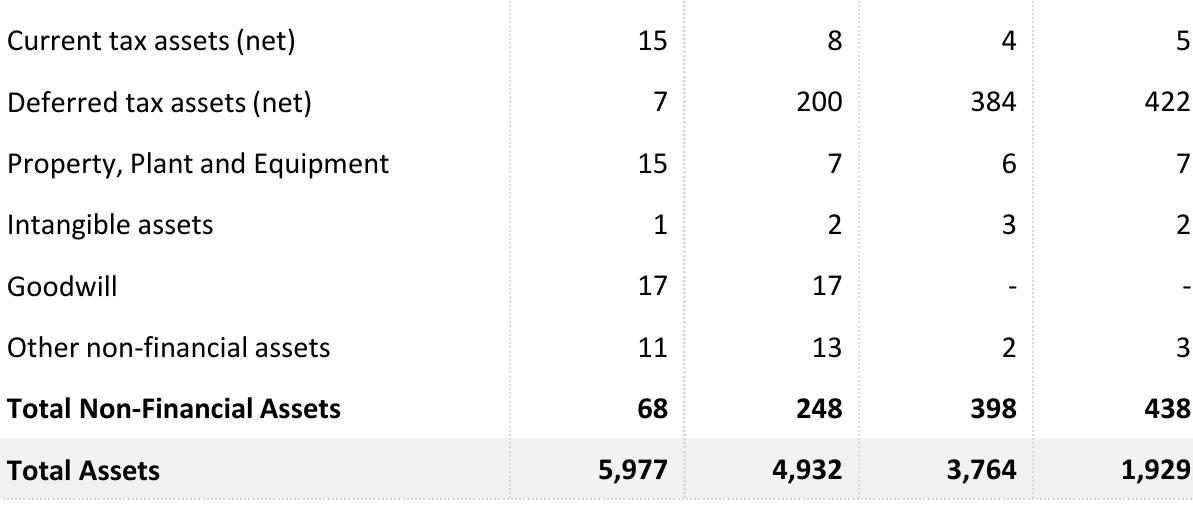 Current tax assets (net) 15 8 4 5
Deferred tax assets (net) 7 200 384 422
Property, Plant and Equipment 15 7 6 7
Intangible assets 1 2 3 2
Goodwill 17 17 - -
Other non-financial assets 11 13 2 3
Total Non-Financial Assets 68 248 398 438
Total Assets 5,977 4,932 3,764 1,929